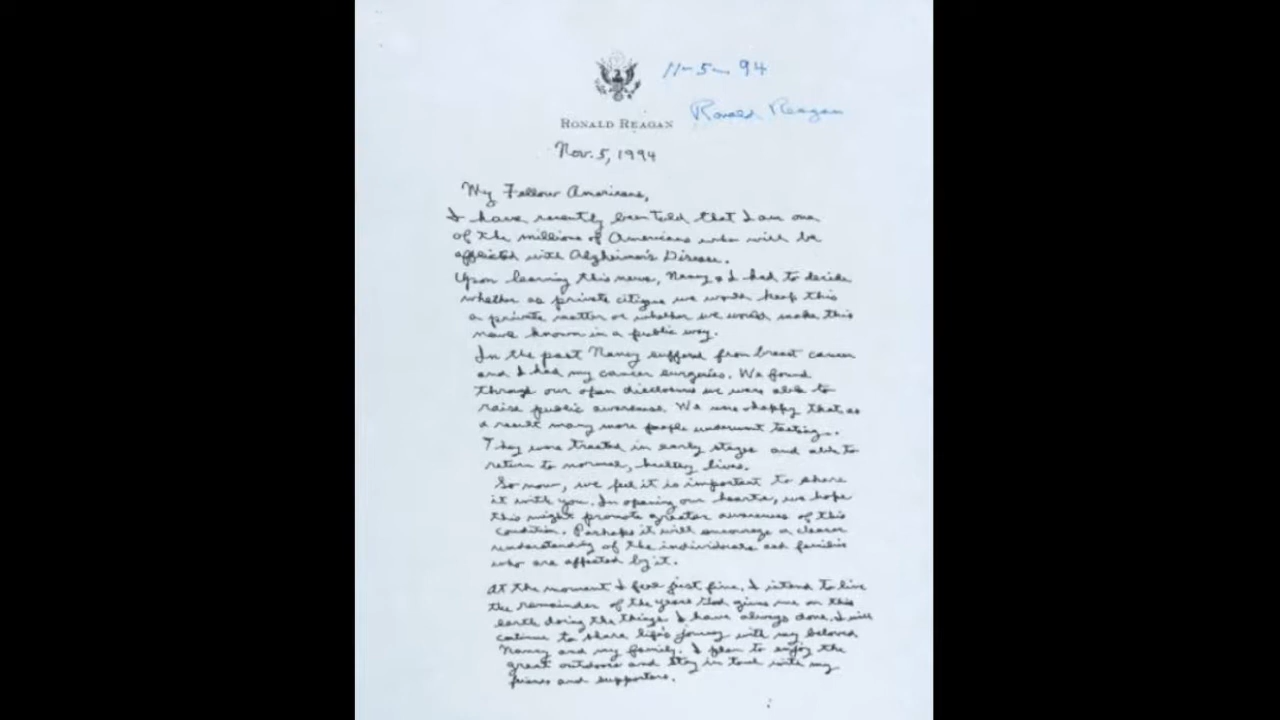 11-5-94
Ronald Reagan
RONALD REAGAN
Nov. 5, 1994
My Fellow Americans,
I have recently been told that I am one
of the millions of Americans who will be
afflicted with Alzheimer's Disease.
Upon learning this news, Nancy & I had to decide
whether as private citizens we would keep this
a private matter or whether we would make this
news known in a public way.
In the past Nancy suffered from breast cancer
and I had my cancer surgeries. We found
through our open disclosures we were able to
raise public awareness. We were happy that as
a result many more people underwent testing.
They were treated in early stages and able to
return to normal, healthy lives.
So now, we feel it is important to share
it with you. In opening our hearts, we hope
this might promote greater awareness of this
condition. Perhaps it will encourage a clearer
understanding of the individuals and families
who are affected by it.
At the moment I feel just fine. I intend to live
the remainder of the years God gives me on this
earth doing the things I have always done. I will
continue to share life's journey with my beloved
Nancy and my family. I plan to enjoy the
great outdoors and stay in touch with my
friends and supporters.